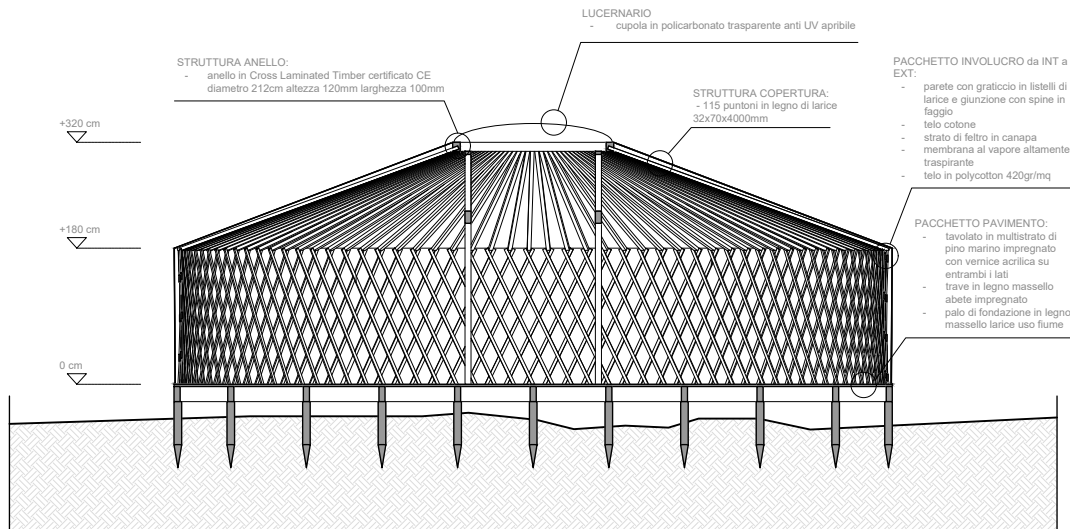 LUCERNARIO
- cupola in policarbonato trasparente anti UV apribile
STRUTTURA ANELLO:
- anello in Cross Laminated Timber certificato CE
diametro 212cm altezza 120mm larghezza 100mm
STRUTTURA COPERTURA:
- 115 puntoni in legno di larice
32x70x4000mm
PACCHETTO INVOLUCRO da INT a
EXT:
- parete con graticcio in listelli di
larice e giunzione con spine in
faggio
- telo cotone
- strato di feltro in canapa
- membrana al vapore altamente
traspirante
- telo in polycotton 420gr/mq
PACCHETTO PAVIMENTO:
- tavolato in multistrato di
pino marino impregnato
con vernice acrilica su
entrambi i lati
- trave in legno massello
abete impregnato
- palo di fondazione in legno
massello larice uso fiume
+320 cm
+180 cm
0 cm